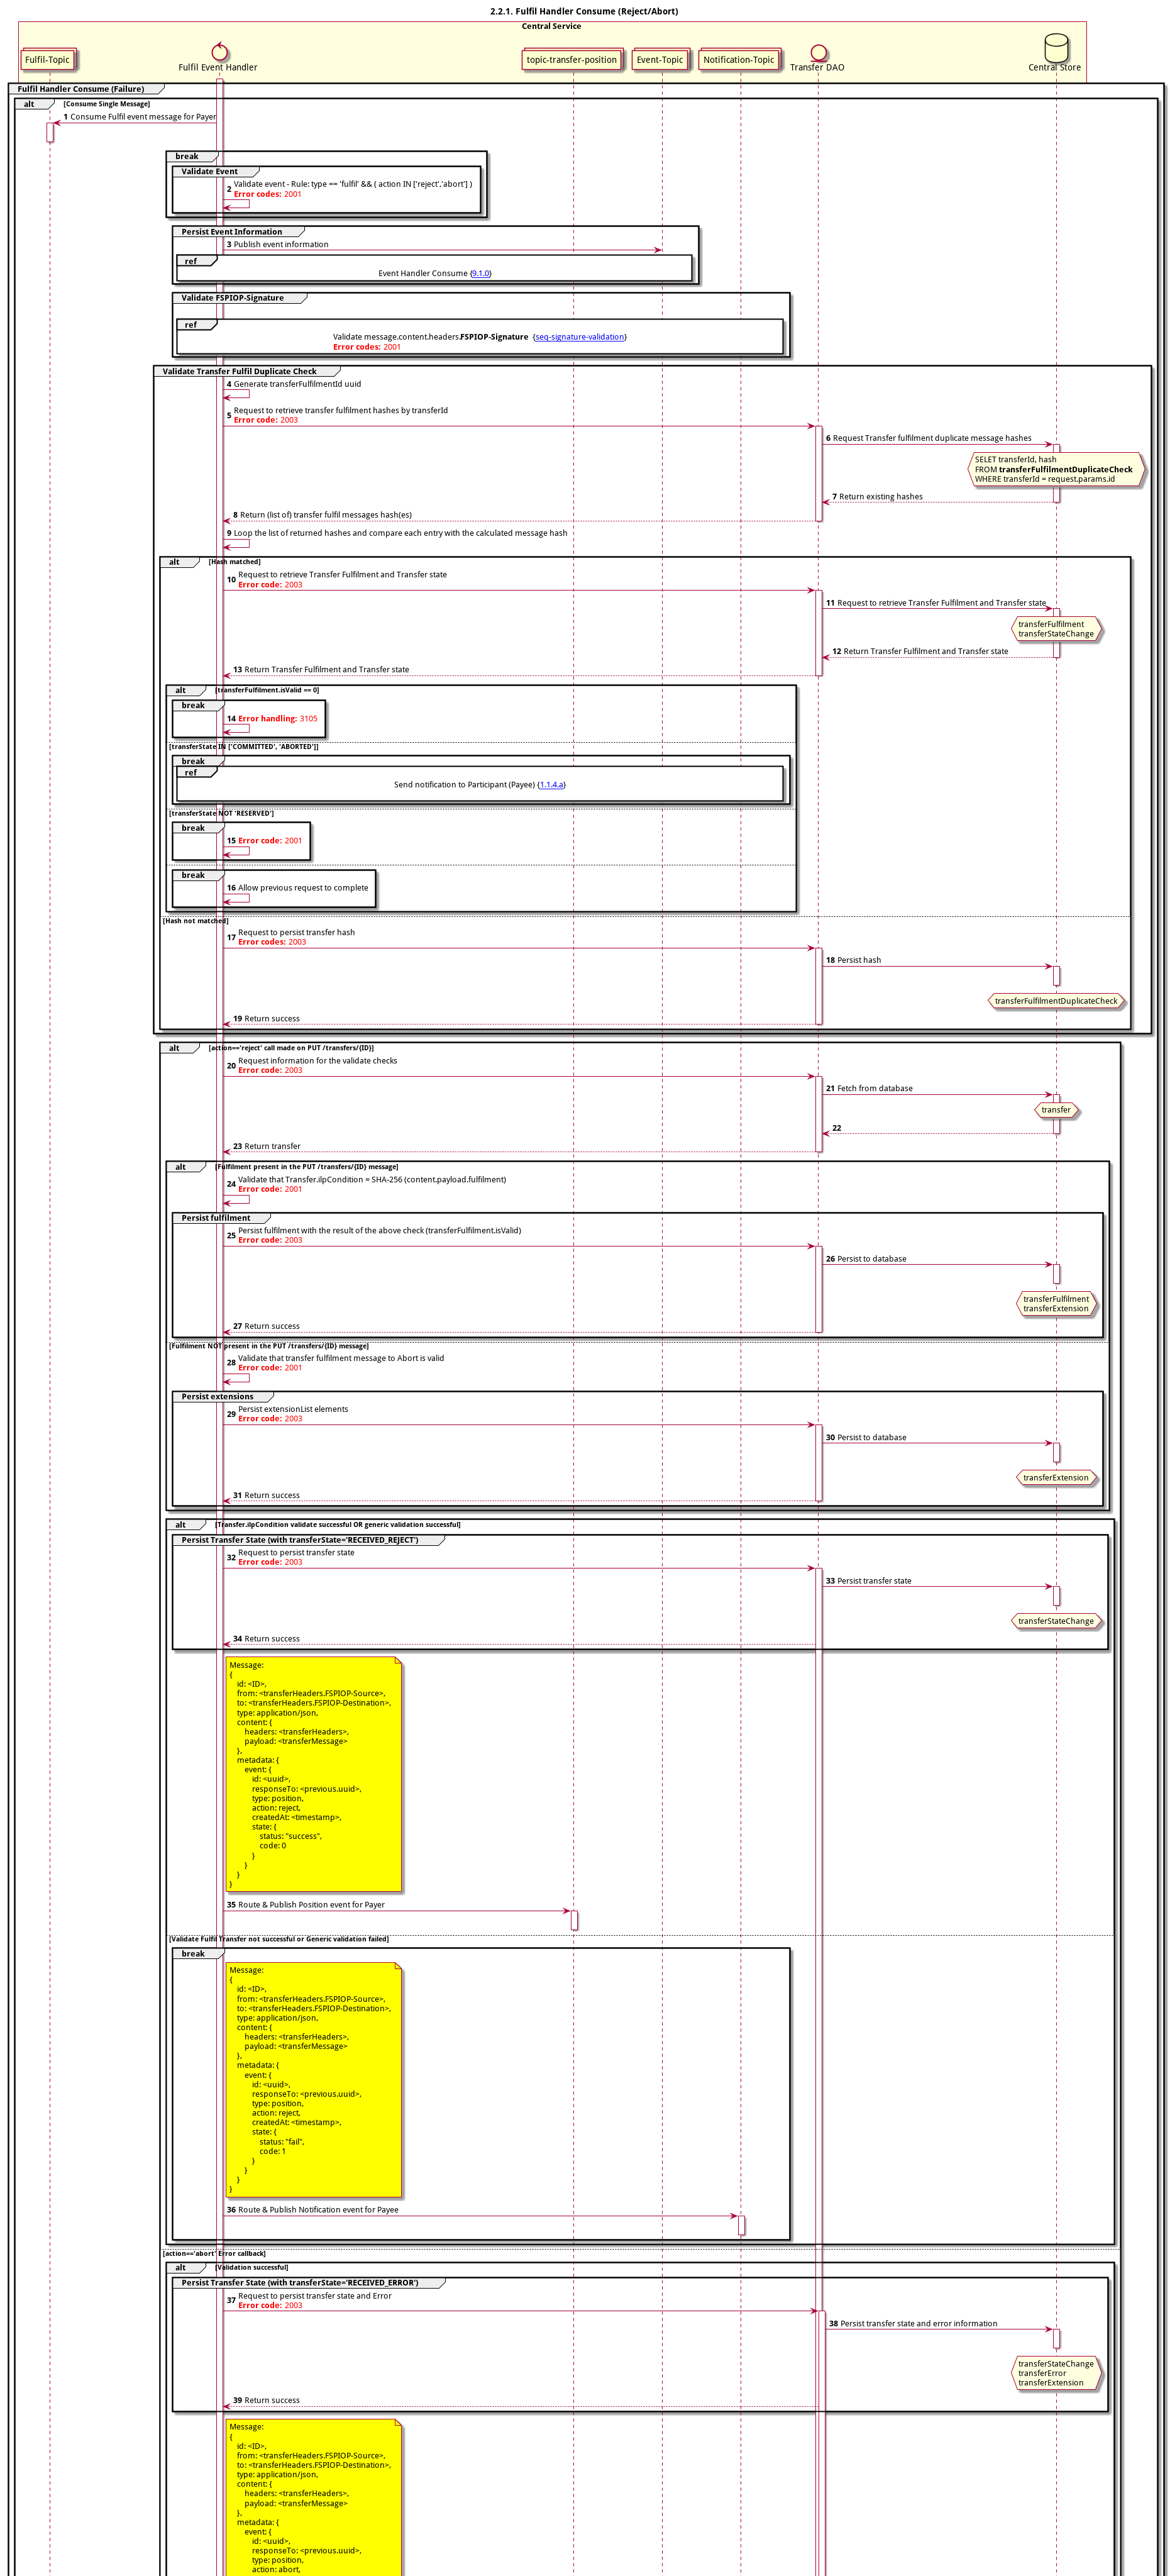 2.2.1. Fulfil Handler Consume (Reject/Abort)
Central Service
Fulfil-Topic
Fulfil Event Handler
topic-transfer-position
Event-Topic
Notification-Topic
Transfer DAO
Central Store
Fulfil Handler Consume (Failure)
alt [Consume Single Message]
1 Consume Fulfil event message for Payer
break
Validate Event
2 Validate event - Rule: type == 'fulfil' && ( action IN ['reject','abort'] )
Error codes: 2001
Persist Event Information
3 Publish event information
ref
Event Handler Consume {9.1.0}
Validate FSPIOP-Signature
ref
Validate message.content.headers.FSPIOP-Signature {seq-signature-validation}
Error codes: 2001
Validate Transfer Fulfil Duplicate Check
4 Generate transferFulfilmentId uuid
5 Request to retrieve transfer fulfilment hashes by transferId
Error code: 2003
6 Request Transfer fulfilment duplicate message hashes
SELET transferId, hash
FROM transferFulfilmentDuplicateCheck
WHERE transferId = request.params.id
7 Return existing hashes
8 Return (list of) transfer fulfil messages hash(es)
9 Loop the list of returned hashes and compare each entry with the calculated message hash
alt [Hash matched]
10 Request to retrieve Transfer Fulfilment and Transfer state
Error code: 2003
11 Request to retrieve Transfer Fulfilment and Transfer state
transferFulfilment
transferStateChange
12 Return Transfer Fulfilment and Transfer state
13 Return Transfer Fulfilment and Transfer state
alt [transferFulfilment.isValid == 0]
break
14 Error handling: 3105
[transferState IN ['COMMITTED', 'ABORTED']]
break
ref
Send notification to Participant (Payee) {1.1.4.a}
[transferState NOT 'RESERVED']
break
15 Error code: 2001
break
16 Allow previous request to complete
[Hash not matched]
17 Request to persist transfer hash
Error codes: 2003
18 Persist hash
transferFulfilmentDuplicateCheck
19 Return success
alt [action=='reject' call made on PUT /transfers/{ID}]
20 Request information for the validate checks
Error code: 2003
21 Fetch from database
transfer
22
23 Return transfer
alt [Fulfilment present in the PUT /transfers/{ID} message]
24 Validate that Transfer.ilpCondition = SHA-256 (content.payload.fulfilment)
Error code: 2001
Persist fulfilment
25 Persist fulfilment with the result of the above check (transferFulfilment.isValid)
Error code: 2003
26 Persist to database
transferFulfilment
transferExtension
27 Return success
[Fulfilment NOT present in the PUT /transfers/{ID} message]
28 Validate that transfer fulfilment message to Abort is valid
Error code: 2001
Persist extensions
29 Persist extensionList elements
Error code: 2003
30 Persist to database
transferExtension
31 Return success
alt [Transfer.ilpCondition validate successful OR generic validation successful]
Persist Transfer State (with transferState='RECEIVED_REJECT')
32 Request to persist transfer state
Error code: 2003
33 Persist transfer state
transferStateChange
34 Return success
Message:
{
id: <ID>,
from: <transferHeaders.FSPIOP-Source>,
to: <transferHeaders.FSPIOP-Destination>,
type: application/json,
content: {
headers: <transferHeaders>,
payload: <transferMessage>
},
metadata: {
event: {
id: <uuid>,
responseTo: <previous.uuid>,
type: position,
action: reject,
createdAt: <timestamp>,
state: {
status: "success",
code: 0
}
}
}
}
35 Route & Publish Position event for Payer
[Validate Fulfil Transfer not successful or Generic validation failed]
break
Message:
{
id: <ID>,
from: <transferHeaders.FSPIOP-Source>,
to: <transferHeaders.FSPIOP-Destination>,
type: application/json,
content: {
headers: <transferHeaders>,
payload: <transferMessage>
},
metadata: {
event: {
id: <uuid>,
responseTo: <previous.uuid>,
type: position,
action: reject,
createdAt: <timestamp>,
state: {
status: "fail",
code: 1
}
}
}
}
36 Route & Publish Notification event for Payee
[action=='abort' Error callback]
alt [Validation successful]
Persist Transfer State (with transferState='RECEIVED_ERROR')
37 Request to persist transfer state and Error
Error code: 2003
38 Persist transfer state and error information
transferStateChange
transferError
transferExtension
39 Return success
Message:
{
id: <ID>,
from: <transferHeaders.FSPIOP-Source>,
to: <transferHeaders.FSPIOP-Destination>,
type: application/json,
content: {
headers: <transferHeaders>,
payload: <transferMessage>
},
metadata: {
event: {
id: <uuid>,
responseTo: <previous.uuid>,
type: position,
action: abort,